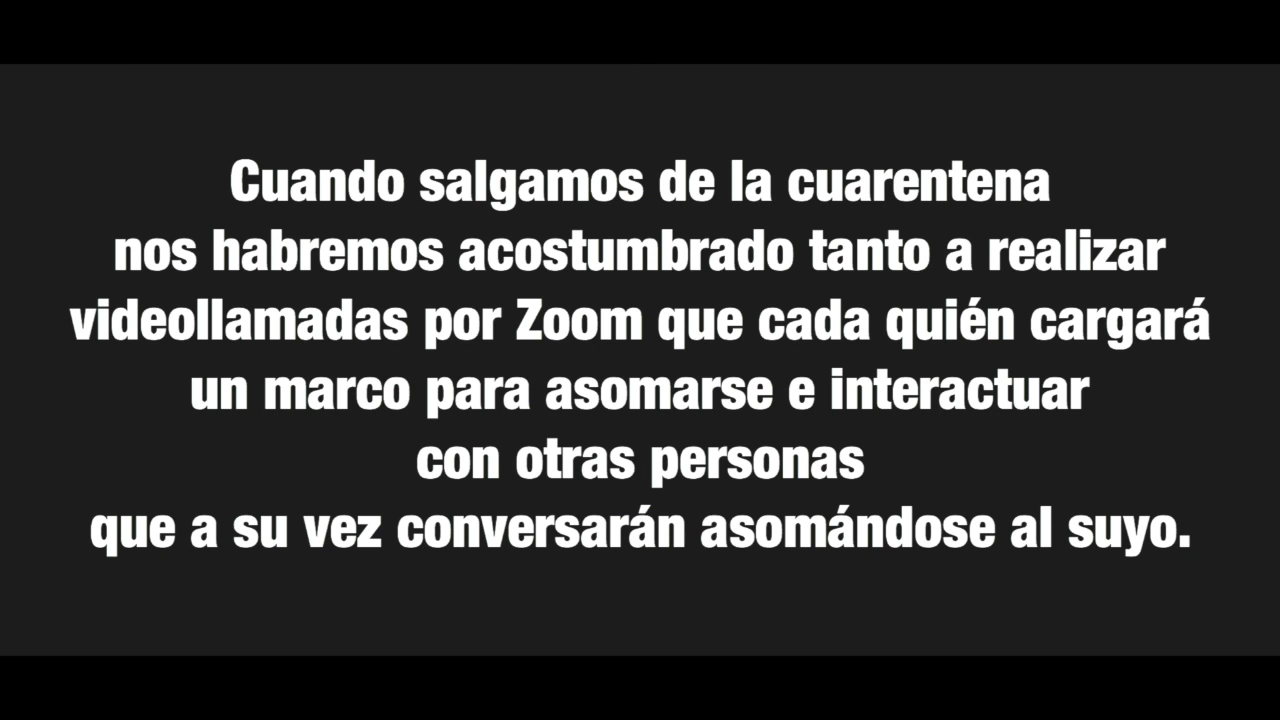 Cuando salgamos de la cuarentena
nos habremos acostumbrado tanto a realizar
videollamadas por Zoom que cada quién cargará
un marco para asomarse e interactuar
con otras personas
que a su vez conversarán asomándose al suyo.